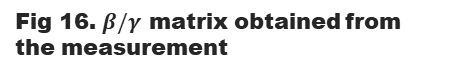 Fig 16. β/γ matrix obtained from
the measurement